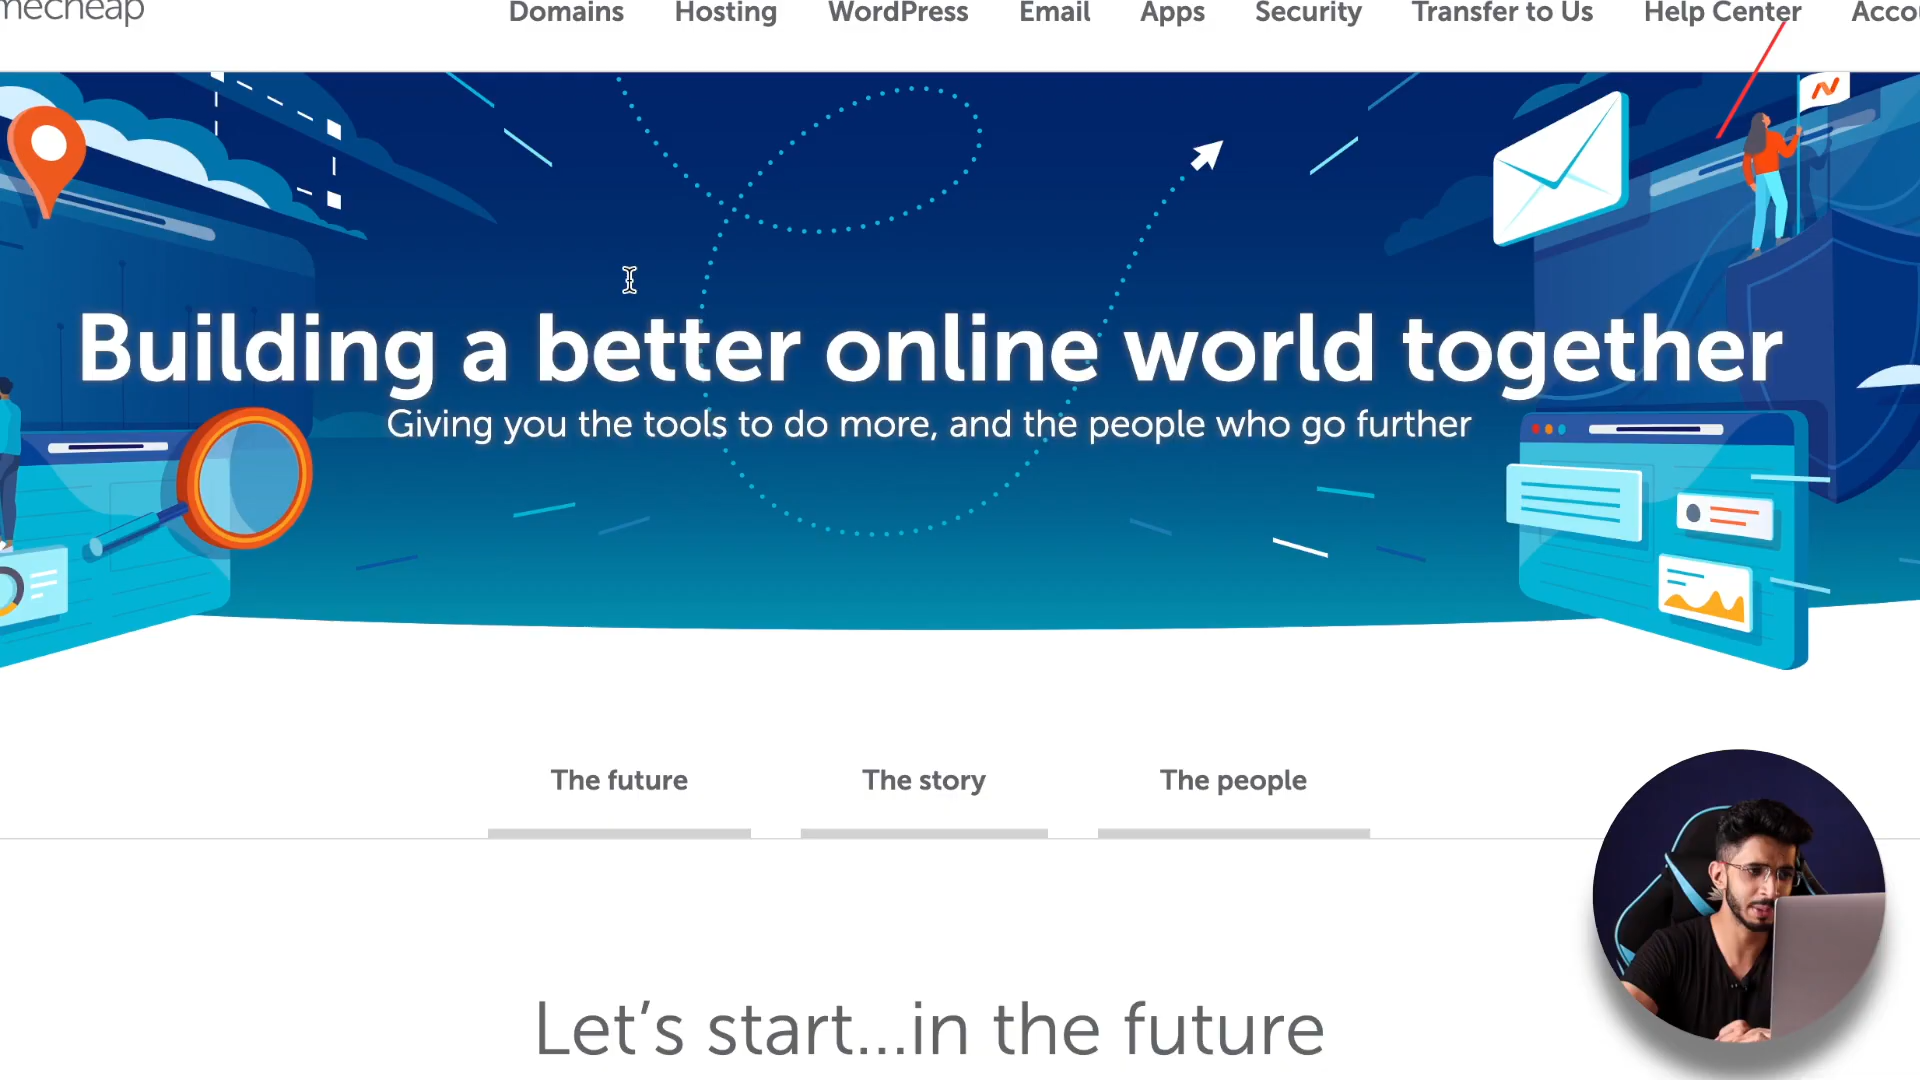 mecheap
Domains Hosting WordPress Email Apps Security Transfer to Us Help Center Acco
Building a better online world together
Giving you the tools to do more, and the people who go further
The future The story The people
Let’s start...in the future